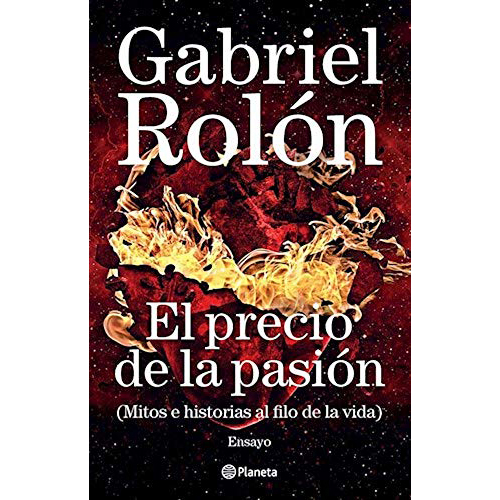 Gabriel
Rolón
El precio
de la pasión
(Mitos e historias al filo de la vida)
Ensayo
Planeta